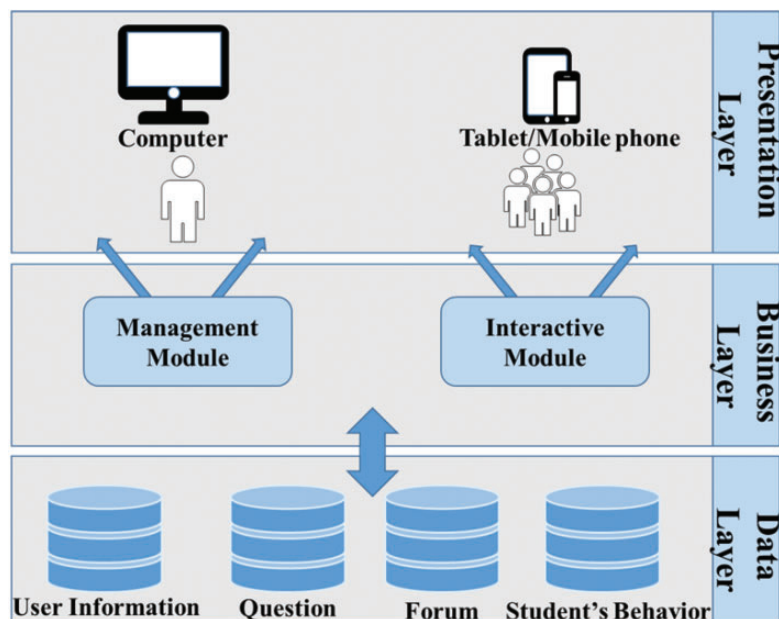 Computer
Tablet/Mobile phone
Presentation
Layer
Management
Module
Interactive
Module
Business
Layer
User Information
Question
Forum
Student's Behavior
Data
Layer